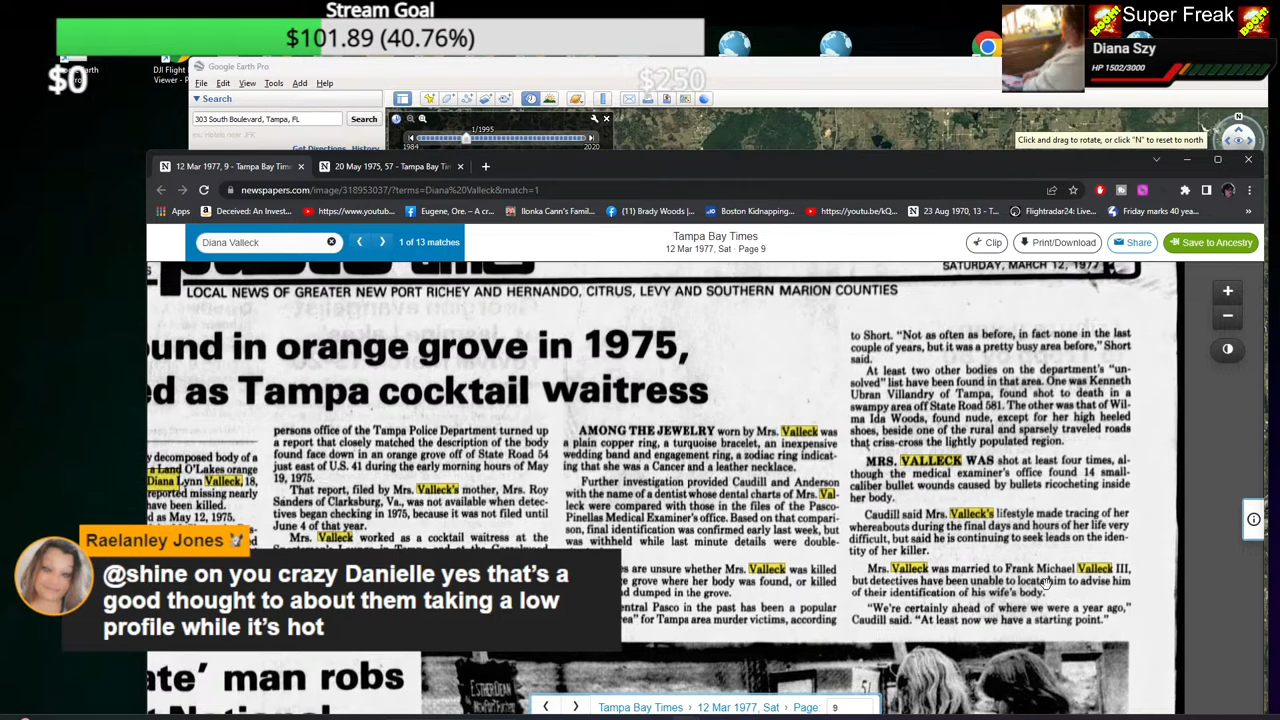 Stream Goal
$101.89 (40.76%)
$0
$250
Super Freak
Diana Szy
HP 1502/3000
DJI Flight
Viewer - P
Google Earth Pro
File Edit View Tools Add Help
Search
303 South Boulevard, Tampa, FL
Search
Get Directions History
1/1995
1984
2020
Click and drag to rotate, or click "N" to reset to north
N
12 Mar 1977, 9 - Tampa Bay Time
20 May 1975, 57 - Tampa Bay Tim
newspapers.com/image/318953037/?terms=Diana%20Valleck&match=1
Apps
Deceived: An Invest...
https://www.youtub...
Eugene, Ore. – A cr...
Ilonka Cann's Famil...
(11) Brady Woods |...
Boston Kidnapping...
https://youtu.be/kQ...
23 Aug 1970, 13 - T...
Flightradar24: Live...
Friday marks 40 yea...
Diana Valleck
1 of 13 matches
Tampa Bay Times
12 Mar 1977, Sat · Page 9
Clip
Print/Download
Share
Save to Ancestry
SATURDAY, MARCH 12, 1977
LOCAL NEWS OF GREATER NEW PORT RICHEY AND HERNANDO, CITRUS, LEVY AND SOUTHERN MARION COUNTIES
ound in orange grove in 1975,
ed as Tampa cocktail waitress
y decomposed body of
a Land O'Lakes orange
Diana Lynn Valleck, 18,
reported missing nearly
have been killed.
d as May 12, 1975.
persons office of the Tampa Police Department turned up
a report that closely matched the description of the body
found face down in an orange grove off of State Road 54
just east of U.S. 41 during the early morning hours of May
19, 1975.
That report, filed by Mrs. Valleck's mother, Mrs. Roy
Sanders of Clarksburg, Va., was not available when detec-
tives began checking in 1975, because it was not filed until
June 4 of that year.
Mrs. Valleck worked as a cocktail waitress at the
AMONG THE JEWELRY worn by Mrs. Valleck was
a plain copper ring, a turquoise bracelet, an inexpensive
wedding band and engagement ring, a zodiac ring indicat-
ing that she was a Cancer and a leather necklace.
Further investigation provided Caudill and Anderson
with the name of a dentist whose dental charts of Mrs. Val-
leck were compared with those in the files of the Pasco-
Pinellas Medical Examiner's office. Based on that compari-
son, final identification was confirmed early last week, but
was withheld while last minute details were double-
es are unsure whether Mrs. Valleck was killed
grove where her body was found, or killed
nd dumped in the grove.
entral Pasco in the past has been a popular
ea" for Tampa area murder victims, according
to Short. "Not as often as before, in fact none in the last
couple of years, but it was a pretty busy area before," Short
said.
At least two other bodies on the department's "un-
solved" list have been found in that area. One was Kenneth
Ubran Villandry of Tampa, found shot to death in a
swampy area off State Road 581. The other was that of Wil-
ma Ida Woods, found nude, except for her high heeled
shoes, beside one of the rural and sparsely traveled roads
that criss-cross the lightly populated region.
MRS. VALLECK WAS shot at least four times, al-
though the medical examiner's office found 14 small-
caliber bullet wounds caused by bullets ricocheting inside
her body.
Caudill said Mrs. Valleck's lifestyle made tracing of her
whereabouts during the final days and hours of her life very
difficult, but said he is continuing to seek leads on the iden-
tity of her killer.
Mrs. Valleck was married to Frank Michael Valleck III,
but detectives have been unable to locate him to advise him
of their identification of his wife's body.
"We're certainly ahead of where we were a year ago,"
Caudill said. "At least now we have a starting point."
Raelanley Jones
@shine on you crazy Danielle yes that's a
good thought to about them taking a low
profile while it's hot
ate' man robs
ESTHER DEAN
Tampa Bay Times › 12 Mar 1977, Sat › Page: 9